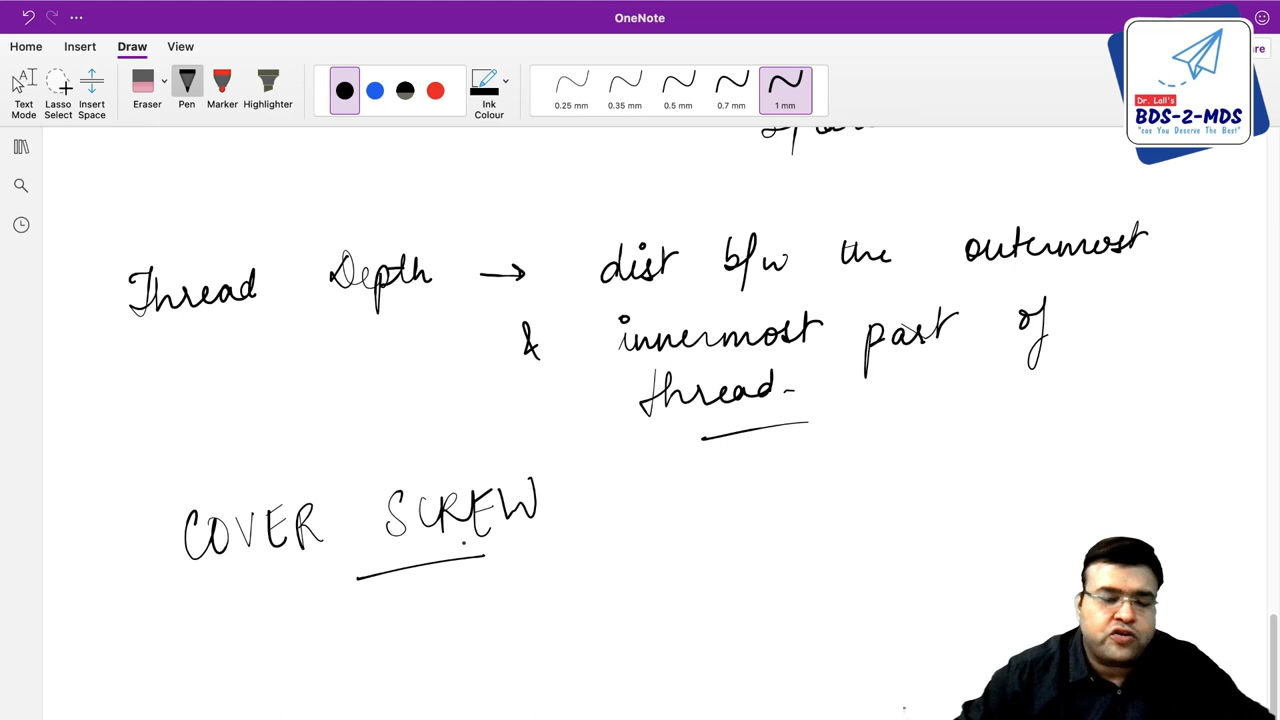 OneNote
Home Insert Draw View
Text Mode
Lasso Select
Insert Space
Eraser
Pen
Marker
Highlighter
Ink Colour
0.25 mm
0.35 mm
0.5 mm
0.7 mm
1 mm
are
Dr. Lall's
BDS-2-MDS
"cos You Deserve The Best"
Thread Depth → dist b/w the outermost
& innermost part of
thread-
COVER SCREW